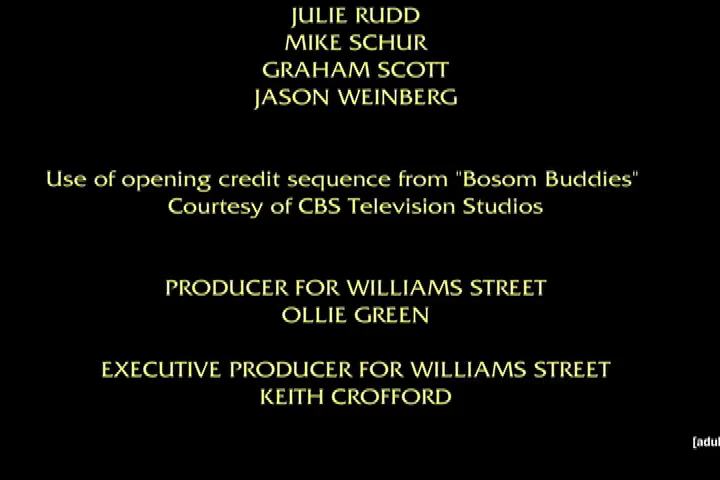 JULIE RUDD
MIKE SCHUR
GRAHAM SCOTT
JASON WEINBERG
Use of opening credit sequence from "Bosom Buddies"
Courtesy of CBS Television Studios
PRODUCER FOR WILLIAMS STREET
OLLIE GREEN
EXECUTIVE PRODUCER FOR WILLIAMS STREET
KEITH CROFFORD
[adul